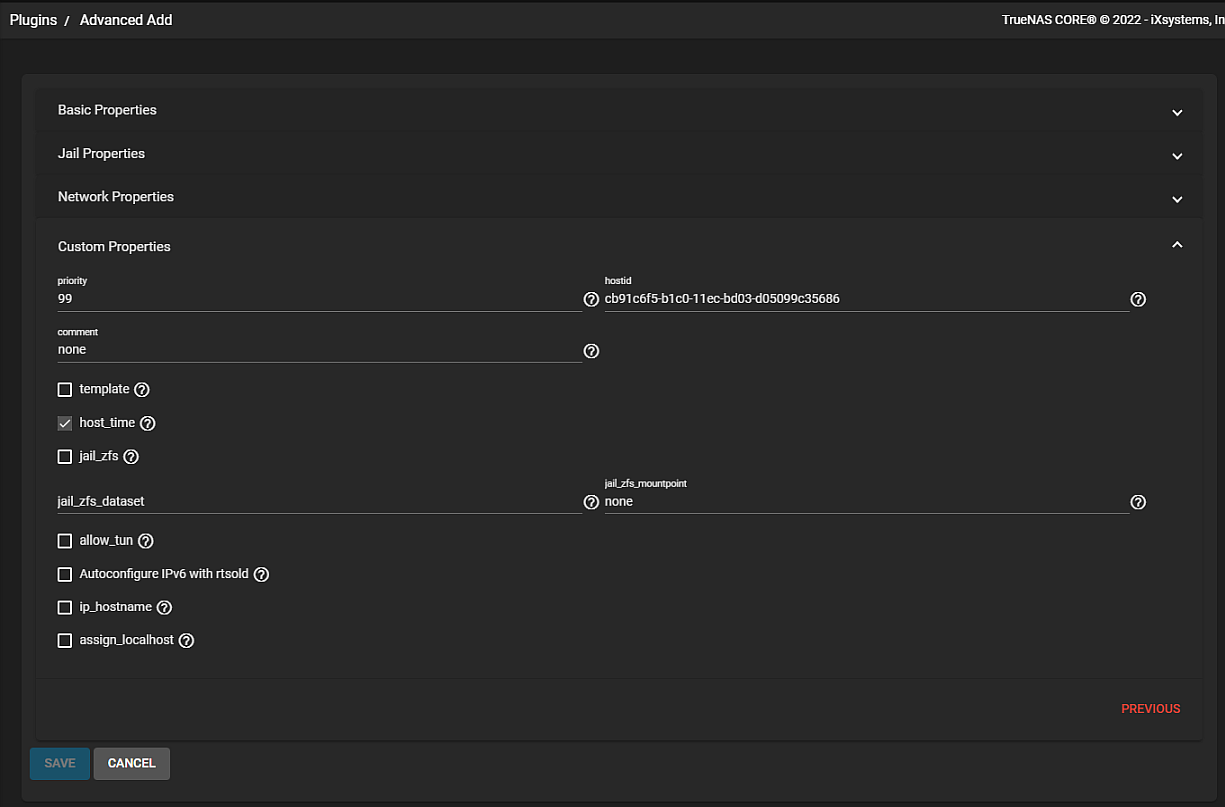 Plugins / Advanced Add
TrueNAS CORE® © 2022 - iXsystems, In
Basic Properties
Jail Properties
Network Properties
Custom Properties
priority
99
hostid
cb91c6f5-b1c0-11ec-bd03-d05099c35686
comment
none
template
host_time
jail_zfs
jail_zfs_dataset
jail_zfs_mountpoint
none
allow_tun
Autoconfigure IPv6 with rtsold
ip_hostname
assign_localhost
PREVIOUS
SAVE
CANCEL